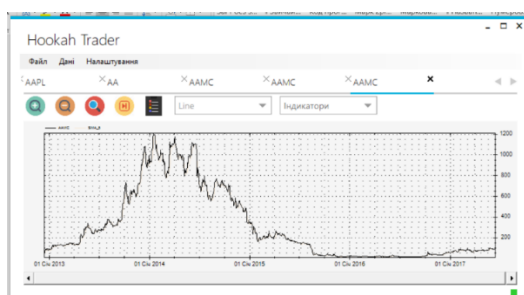 Hookah Trader
Файл Дані Налаштування
AAPL AA AAMC AAMC AAMC
Line Індикатори
AAMC
1200
1000
800
600
400
200
01 Січ 2013 01 Січ 2014 01 Січ 2015 01 Січ 2016 01 Січ 2017